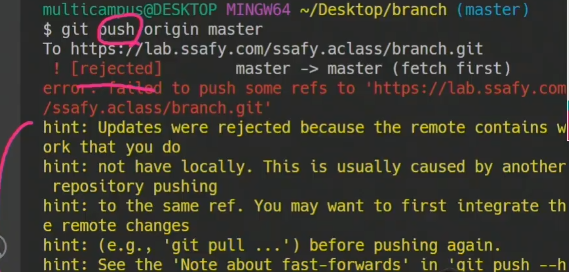 multicampus@DESKTOP MINGW64 ~/Desktop/branch (master)
$ git push origin master
To https://lab.ssafy.com/ssafy.aclass/branch.git
! [rejected] master -> master (fetch first)
error: failed to push some refs to 'https://lab.ssafy.com
/ssafy.aclass/branch.git'
hint: Updates were rejected because the remote contains w
ork that you do
hint: not have locally. This is usually caused by another
repository pushing
hint: to the same ref. You may want to first integrate th
e remote changes
hint: (e.g., 'git pull ...') before pushing again.
hint: See the 'Note about fast-forwards' in 'git push --h